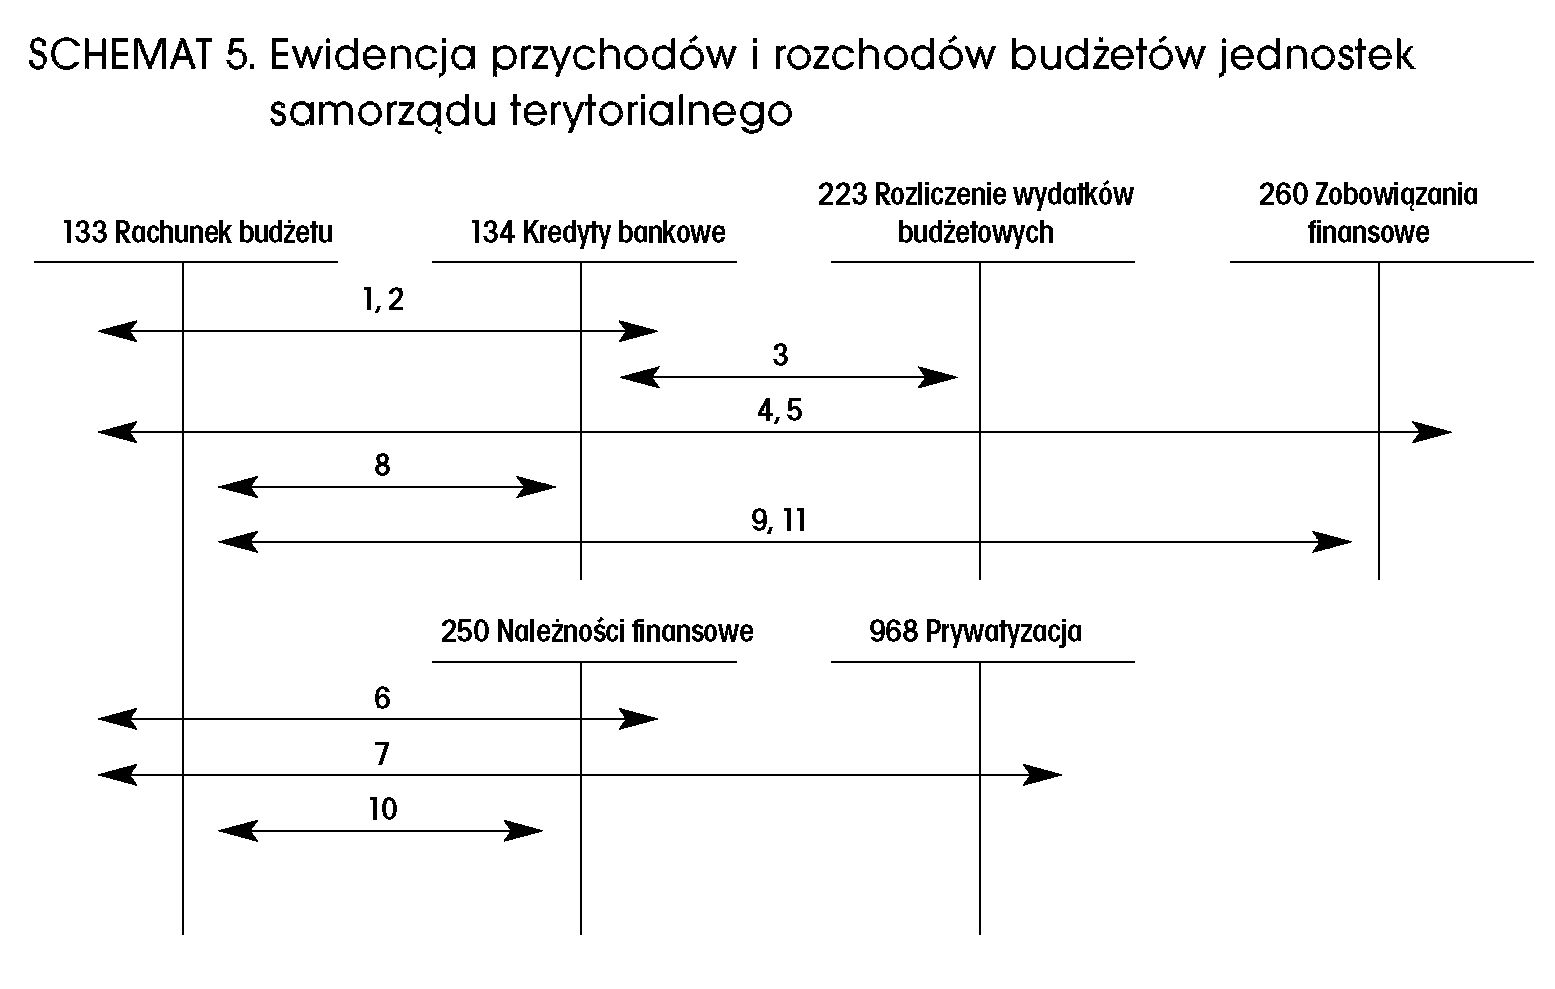 SCHEMAT 5. Ewidencja przychodów i rozchodów budżetów jednostek
samorządu terytorialnego
133 Rachunek budżetu
134 Kredyty bankowe
223 Rozliczenie wydatków
budżetowych
260 Zobowiązania
finansowe
1, 2
3
4, 5
8
9, 11
250 Należności finansowe
968 Prywatyzacja
6
7
10